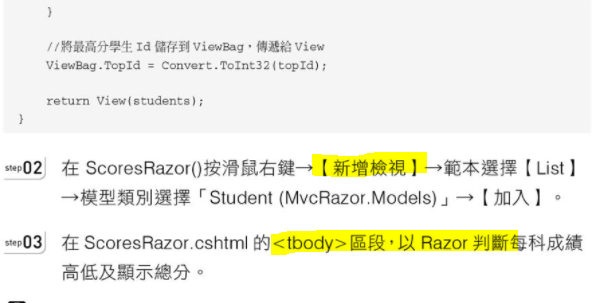 }
//將最高分學生 Id 儲存到 ViewBag，傳遞給 View
ViewBag.TopId = Convert.ToInt32(topId);
return View(students);
}
step02 在 ScoresRazor()按滑鼠右鍵→【新增檢視】→範本選擇【List】
→模型類別選擇「Student (MvcRazor.Models)」→【加入】。
step03 在 ScoresRazor.cshtml 的<tbody>區段，以 Razor 判斷每科成績
高低及顯示總分。